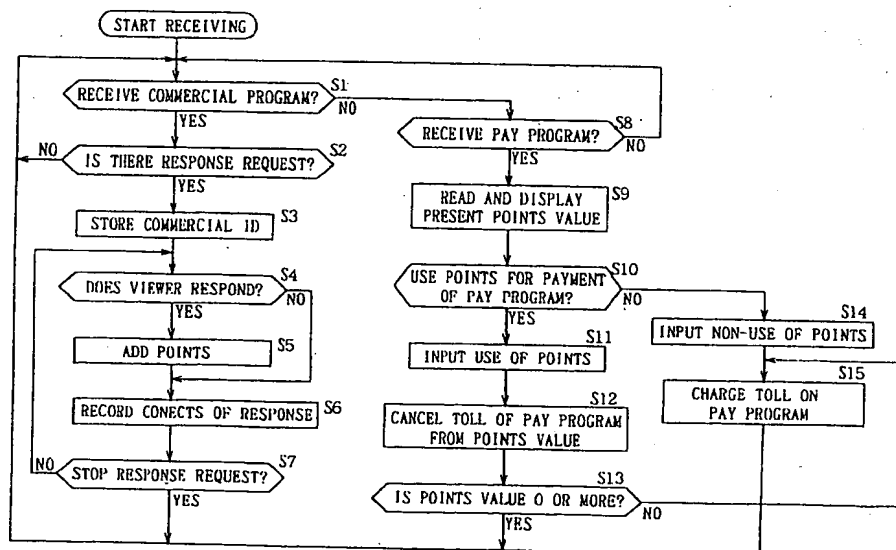 START RECEIVING
S1
RECEIVE COMMERCIAL PROGRAM?
NO
YES
S2
NO
IS THERE RESPONSE REQUEST?
YES
S3
STORE COMMERCIAL ID
S4
DOES VIEWER RESPOND?
NO
YES
ADD POINTS
S5
RECORD CONECTS OF RESPONSE
S6
S7
NO
STOP RESPONSE REQUEST?
YES
S8
RECEIVE PAY PROGRAM?
NO
YES
S9
READ AND DISPLAY
PRESENT POINTS VALUE
S10
USE POINTS FOR PAYMENT
OF PAY PROGRAM?
NO
YES
S11
INPUT USE OF POINTS
S12
CANCEL TOLL OF PAY PROGRAM
FROM POINTS VALUE
S13
IS POINTS VALUE 0 OR MORE?
NO
YES
S14
INPUT NON-USE OF POINTS
S15
CHARGE TOLL ON
PAY PROGRAM